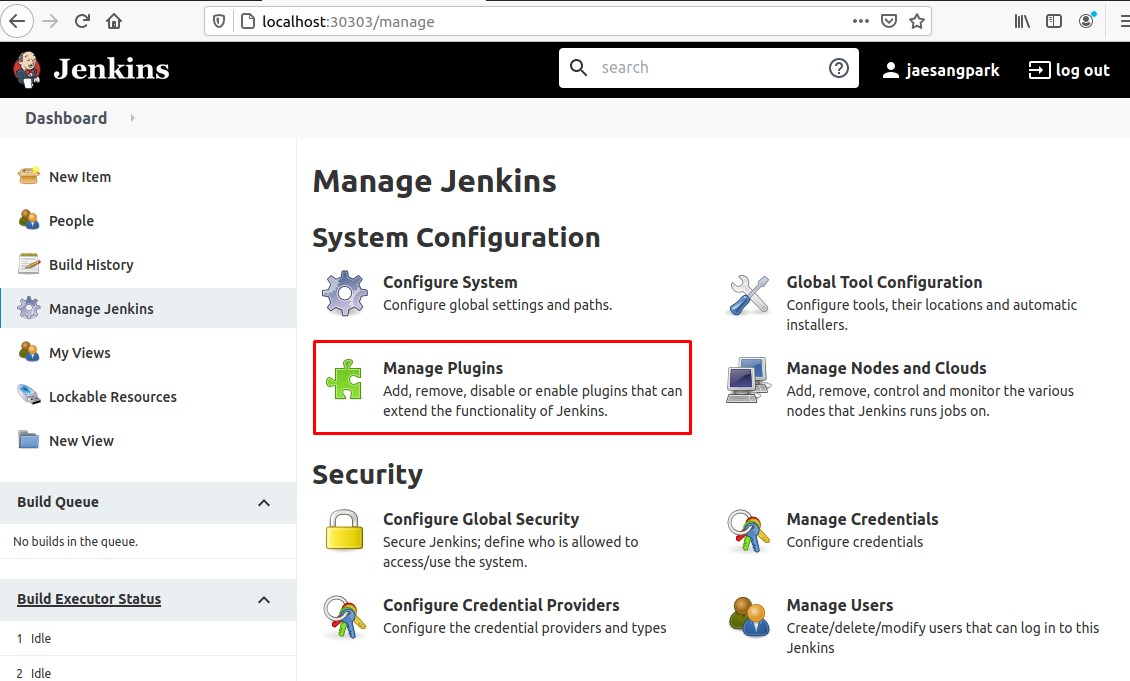 localhost:30303/manage
Jenkins
search
jaesangpark
log out
Dashboard
New Item
People
Build History
Manage Jenkins
My Views
Lockable Resources
New View
Build Queue
No builds in the queue.
Build Executor Status
1 Idle
2 Idle
Manage Jenkins
System Configuration
Configure System
Configure global settings and paths.
Global Tool Configuration
Configure tools, their locations and automatic
installers.
Manage Plugins
Add, remove, disable or enable plugins that can
extend the functionality of Jenkins.
Manage Nodes and Clouds
Add, remove, control and monitor the various
nodes that Jenkins runs jobs on.
Security
Configure Global Security
Secure Jenkins; define who is allowed to
access/use the system.
Manage Credentials
Configure credentials
Configure Credential Providers
Configure the credential providers and types
Manage Users
Create/delete/modify users that can log in to this
Jenkins